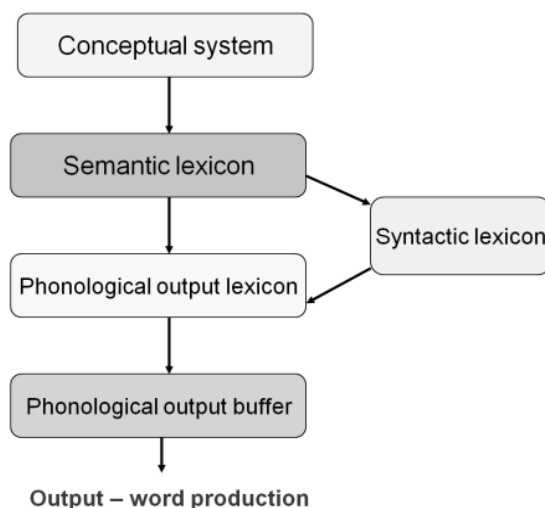 Conceptual system
Semantic lexicon
Syntactic lexicon
Phonological output lexicon
Phonological output buffer
Output – word production